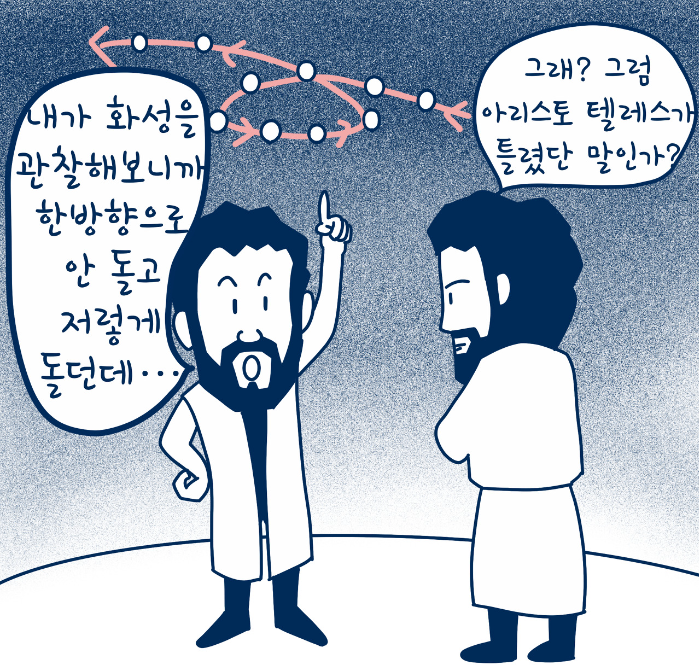 내가 화성을
관찰해보니까
한방향으로
안 돌고
저렇게
돌던데...
그래? 그럼
아리스토 텔레스가
틀렸단 말인가?